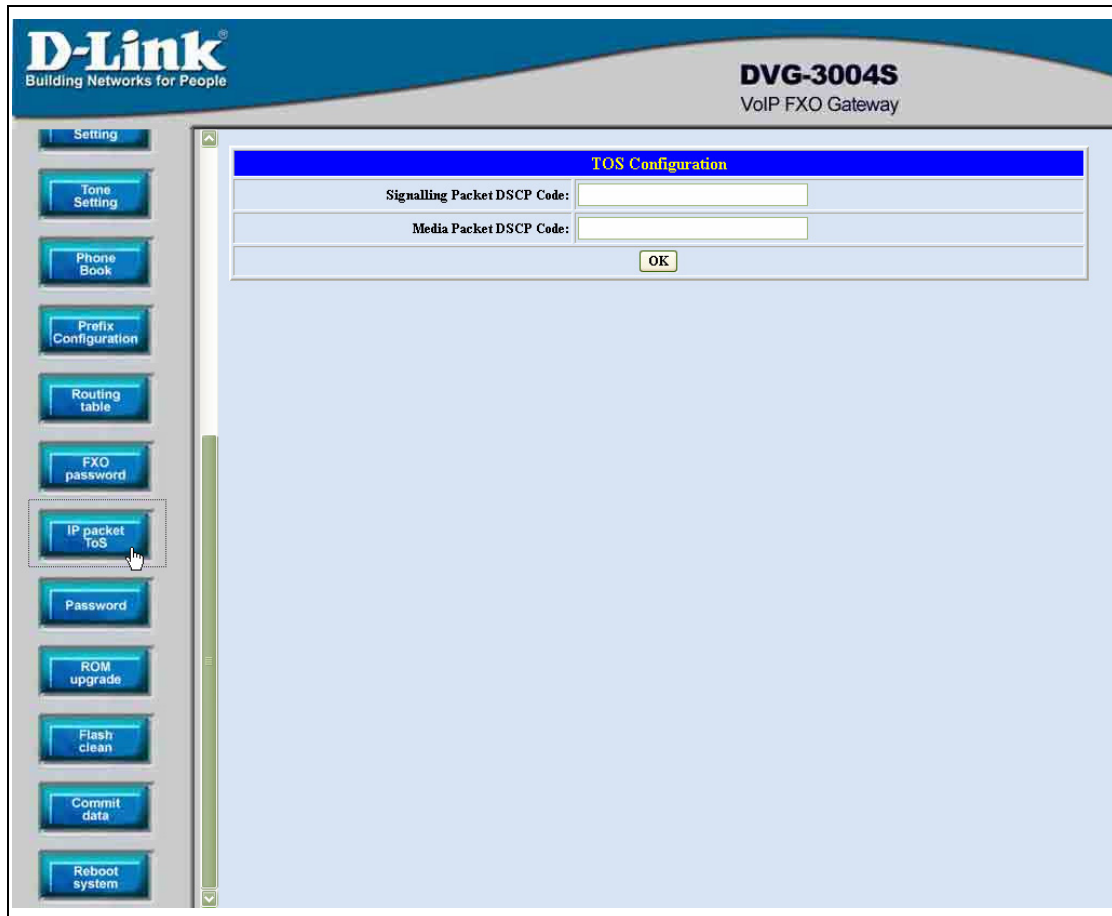 D-Link®
Building Networks for People
DVG-3004S
VoIP FXO Gateway
Setting
Tone
Setting
Phone
Book
Prefix
Configuration
Routing
table
FXO
password
IP packet
ToS
Password
ROM
upgrade
Flash
clean
Commit
data
Reboot
system
TOS Configuration
Signalling Packet DSCP Code:
Media Packet DSCP Code:
OK